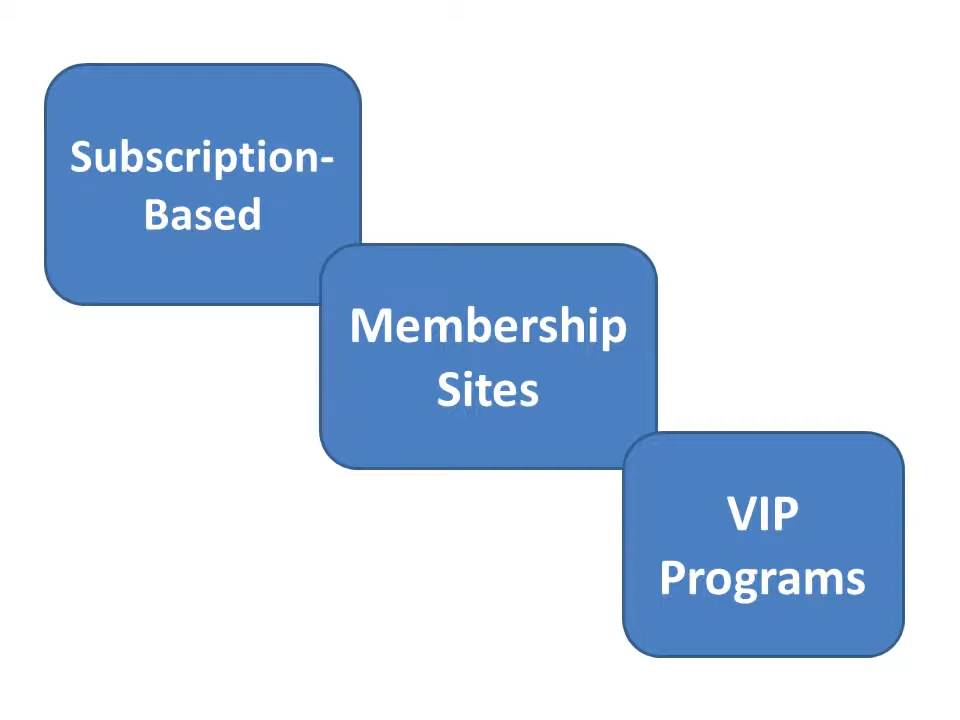 Subscription-
Based
Membership
Sites
VIP
Programs